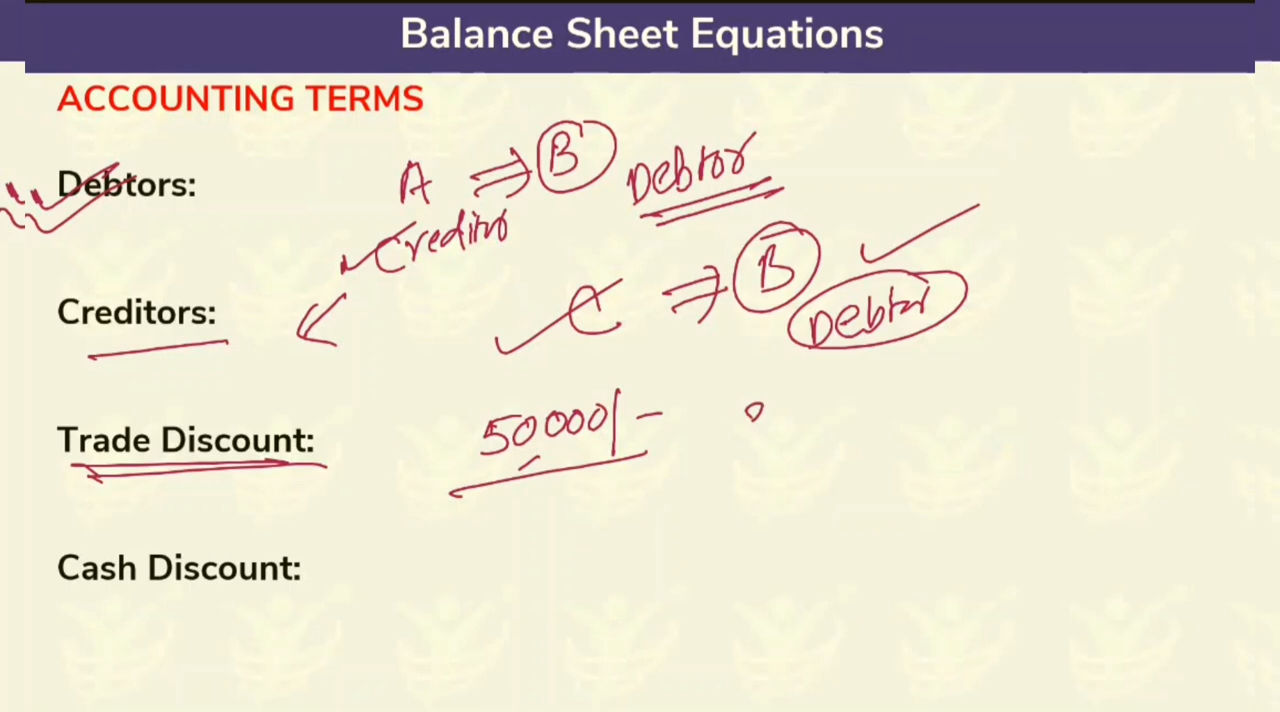 Balance Sheet Equations
ACCOUNTING TERMS
Debtors:
A ⇒ B Debtor
Creditor
Creditors:
C ⇒ B
Debtor
Trade Discount:
50000/-
Cash Discount: